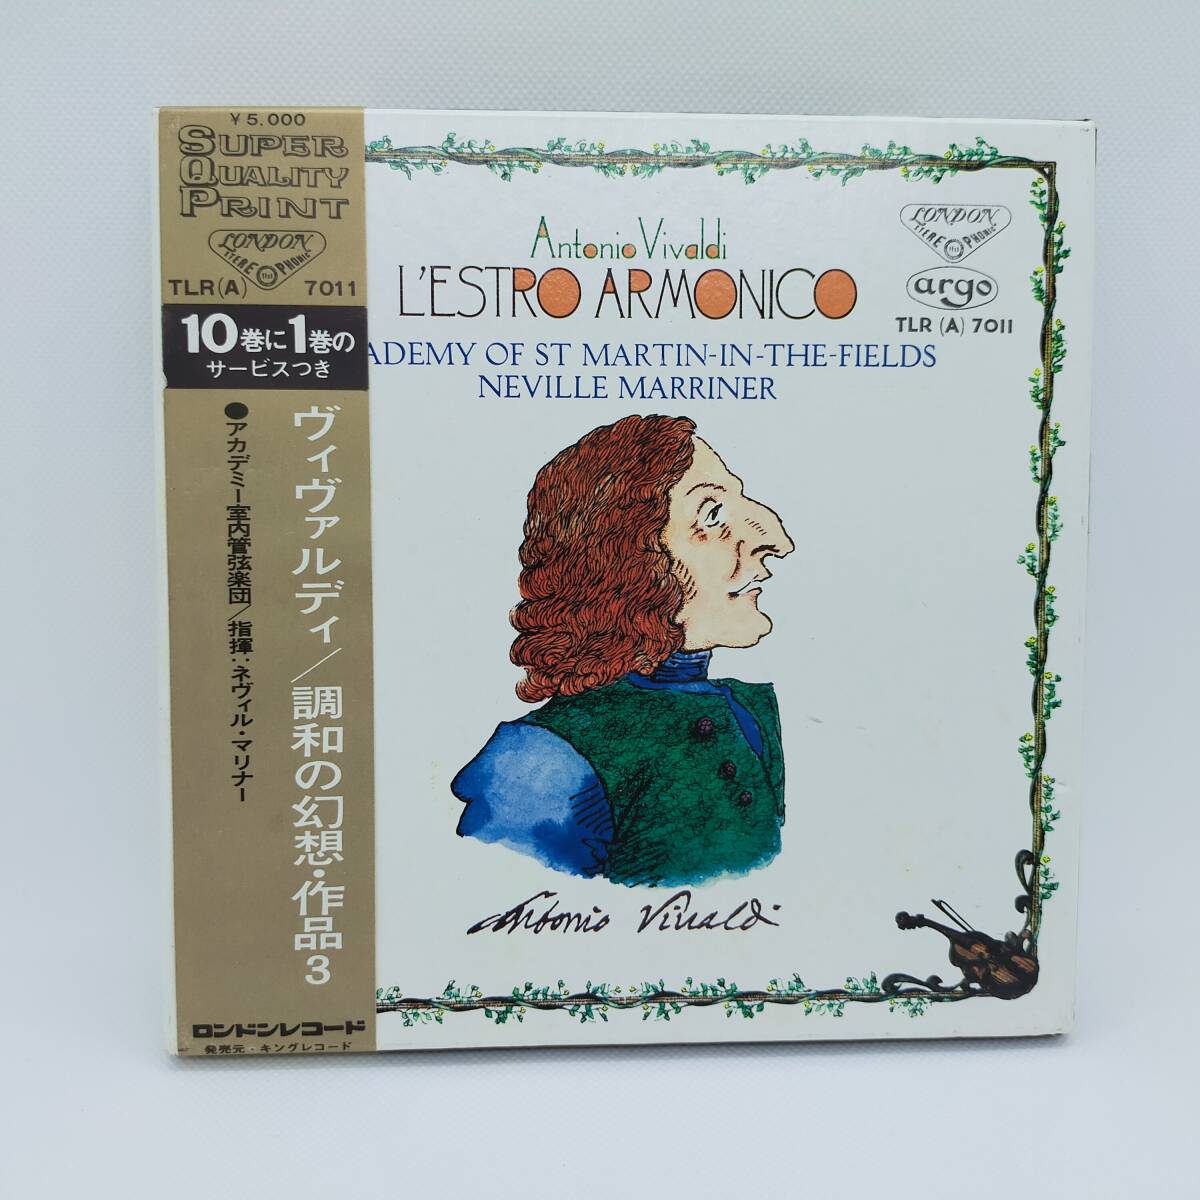 ¥5,000
SUPER
QUALITY
PRINT
LONDON
STEREOPHONIC
TLR(A) 7011
10巻に1巻の
サービスつき
ヴィヴァルディ/調和の幻想・作品3
●アカデミー室内管弦楽団/指揮:ネヴィル・マリナー
ロンドンレコード
発売元・キングレコード
Antonio Vivaldi
L'ESTRO ARMONICO
ADEMY OF ST MARTIN-IN-THE-FIELDS
NEVILLE MARRINER
LONDON
STEREOPHONIC
argo
TLR (A) 7011
Antonio Vivaldi